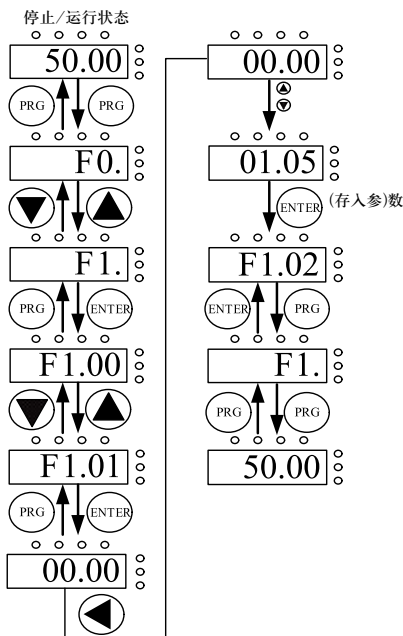 停止/运行状态
50.00
PRG PRG
F0.
F1.
PRG ENTER
F1.00
F1.01
PRG ENTER
00.00
00.00
01.05
ENTER (存入参)数
F1.02
ENTER PRG
F1.
PRG PRG
50.00